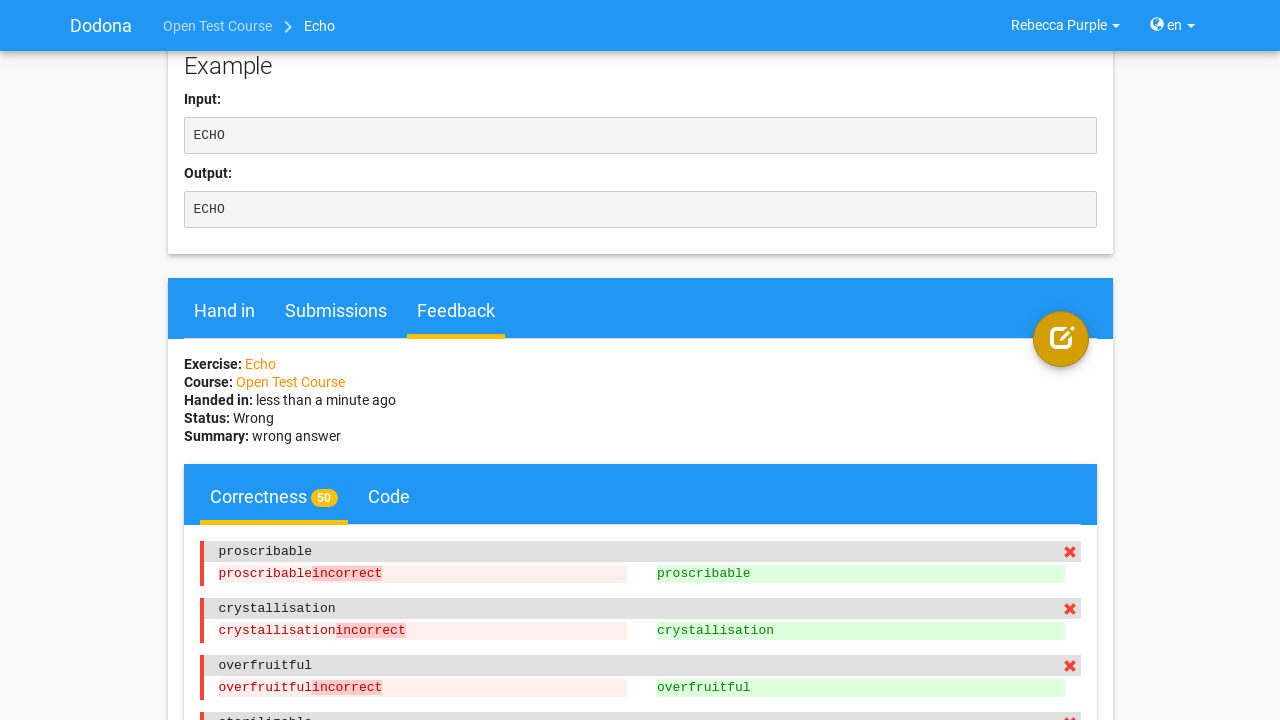 Dodona Open Test Course Echo Rebecca Purple en
Example
Input:
ECHO
Output:
ECHO
Hand in Submissions Feedback
Exercise: Echo
Course: Open Test Course
Handed in: less than a minute ago
Status: Wrong
Summary: wrong answer
Correctness 50 Code
proscribable
proscribableincorrect proscribable
crystallisation
crystallisationincorrect crystallisation
overfruitful
overfruitfulincorrect overfruitful